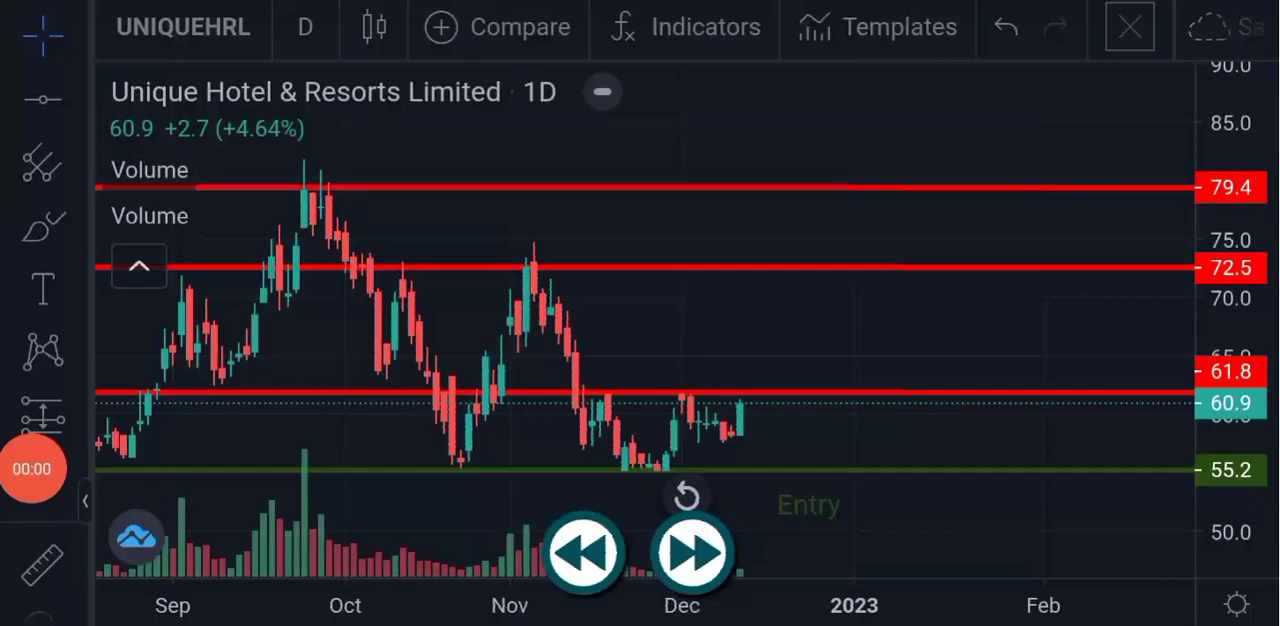 UNIQUEHRL D Compare Indicators Templates
Unique Hotel & Resorts Limited · 1D
60.9 +2.7 (+4.64%)
Volume
Volume
90.0
85.0
79.4
75.0
72.5
70.0
65.0
61.8
60.9
55.2
50.0
00:00
Entry
Sep Oct Nov Dec 2023 Feb